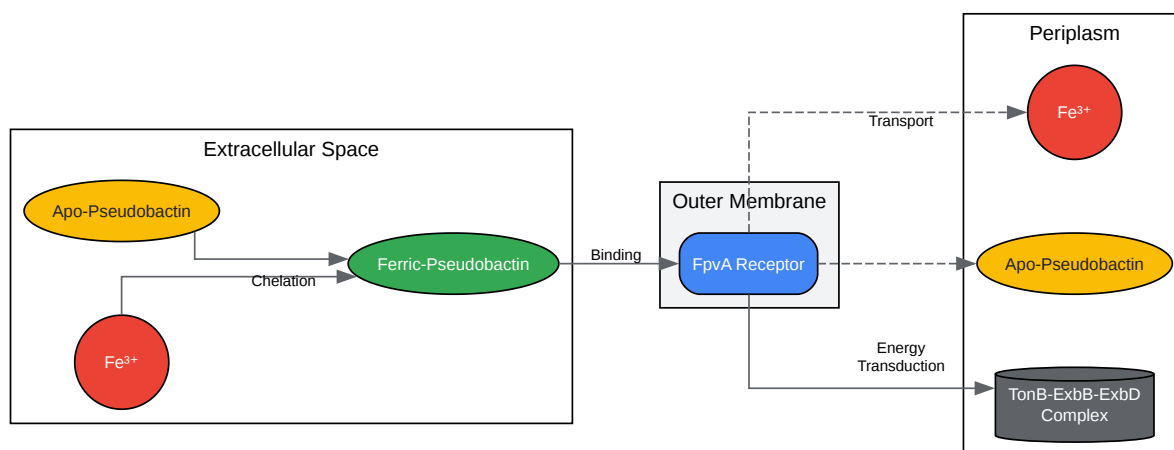 Extracellular Space
Apo-Pseudobactin
Fe³⁺
Chelation
Ferric-Pseudobactin
Binding
Outer Membrane
FpvA Receptor
Transport
Energy
Transduction
Periplasm
Fe³⁺
Apo-Pseudobactin
TonB-ExbB-ExbD
Complex